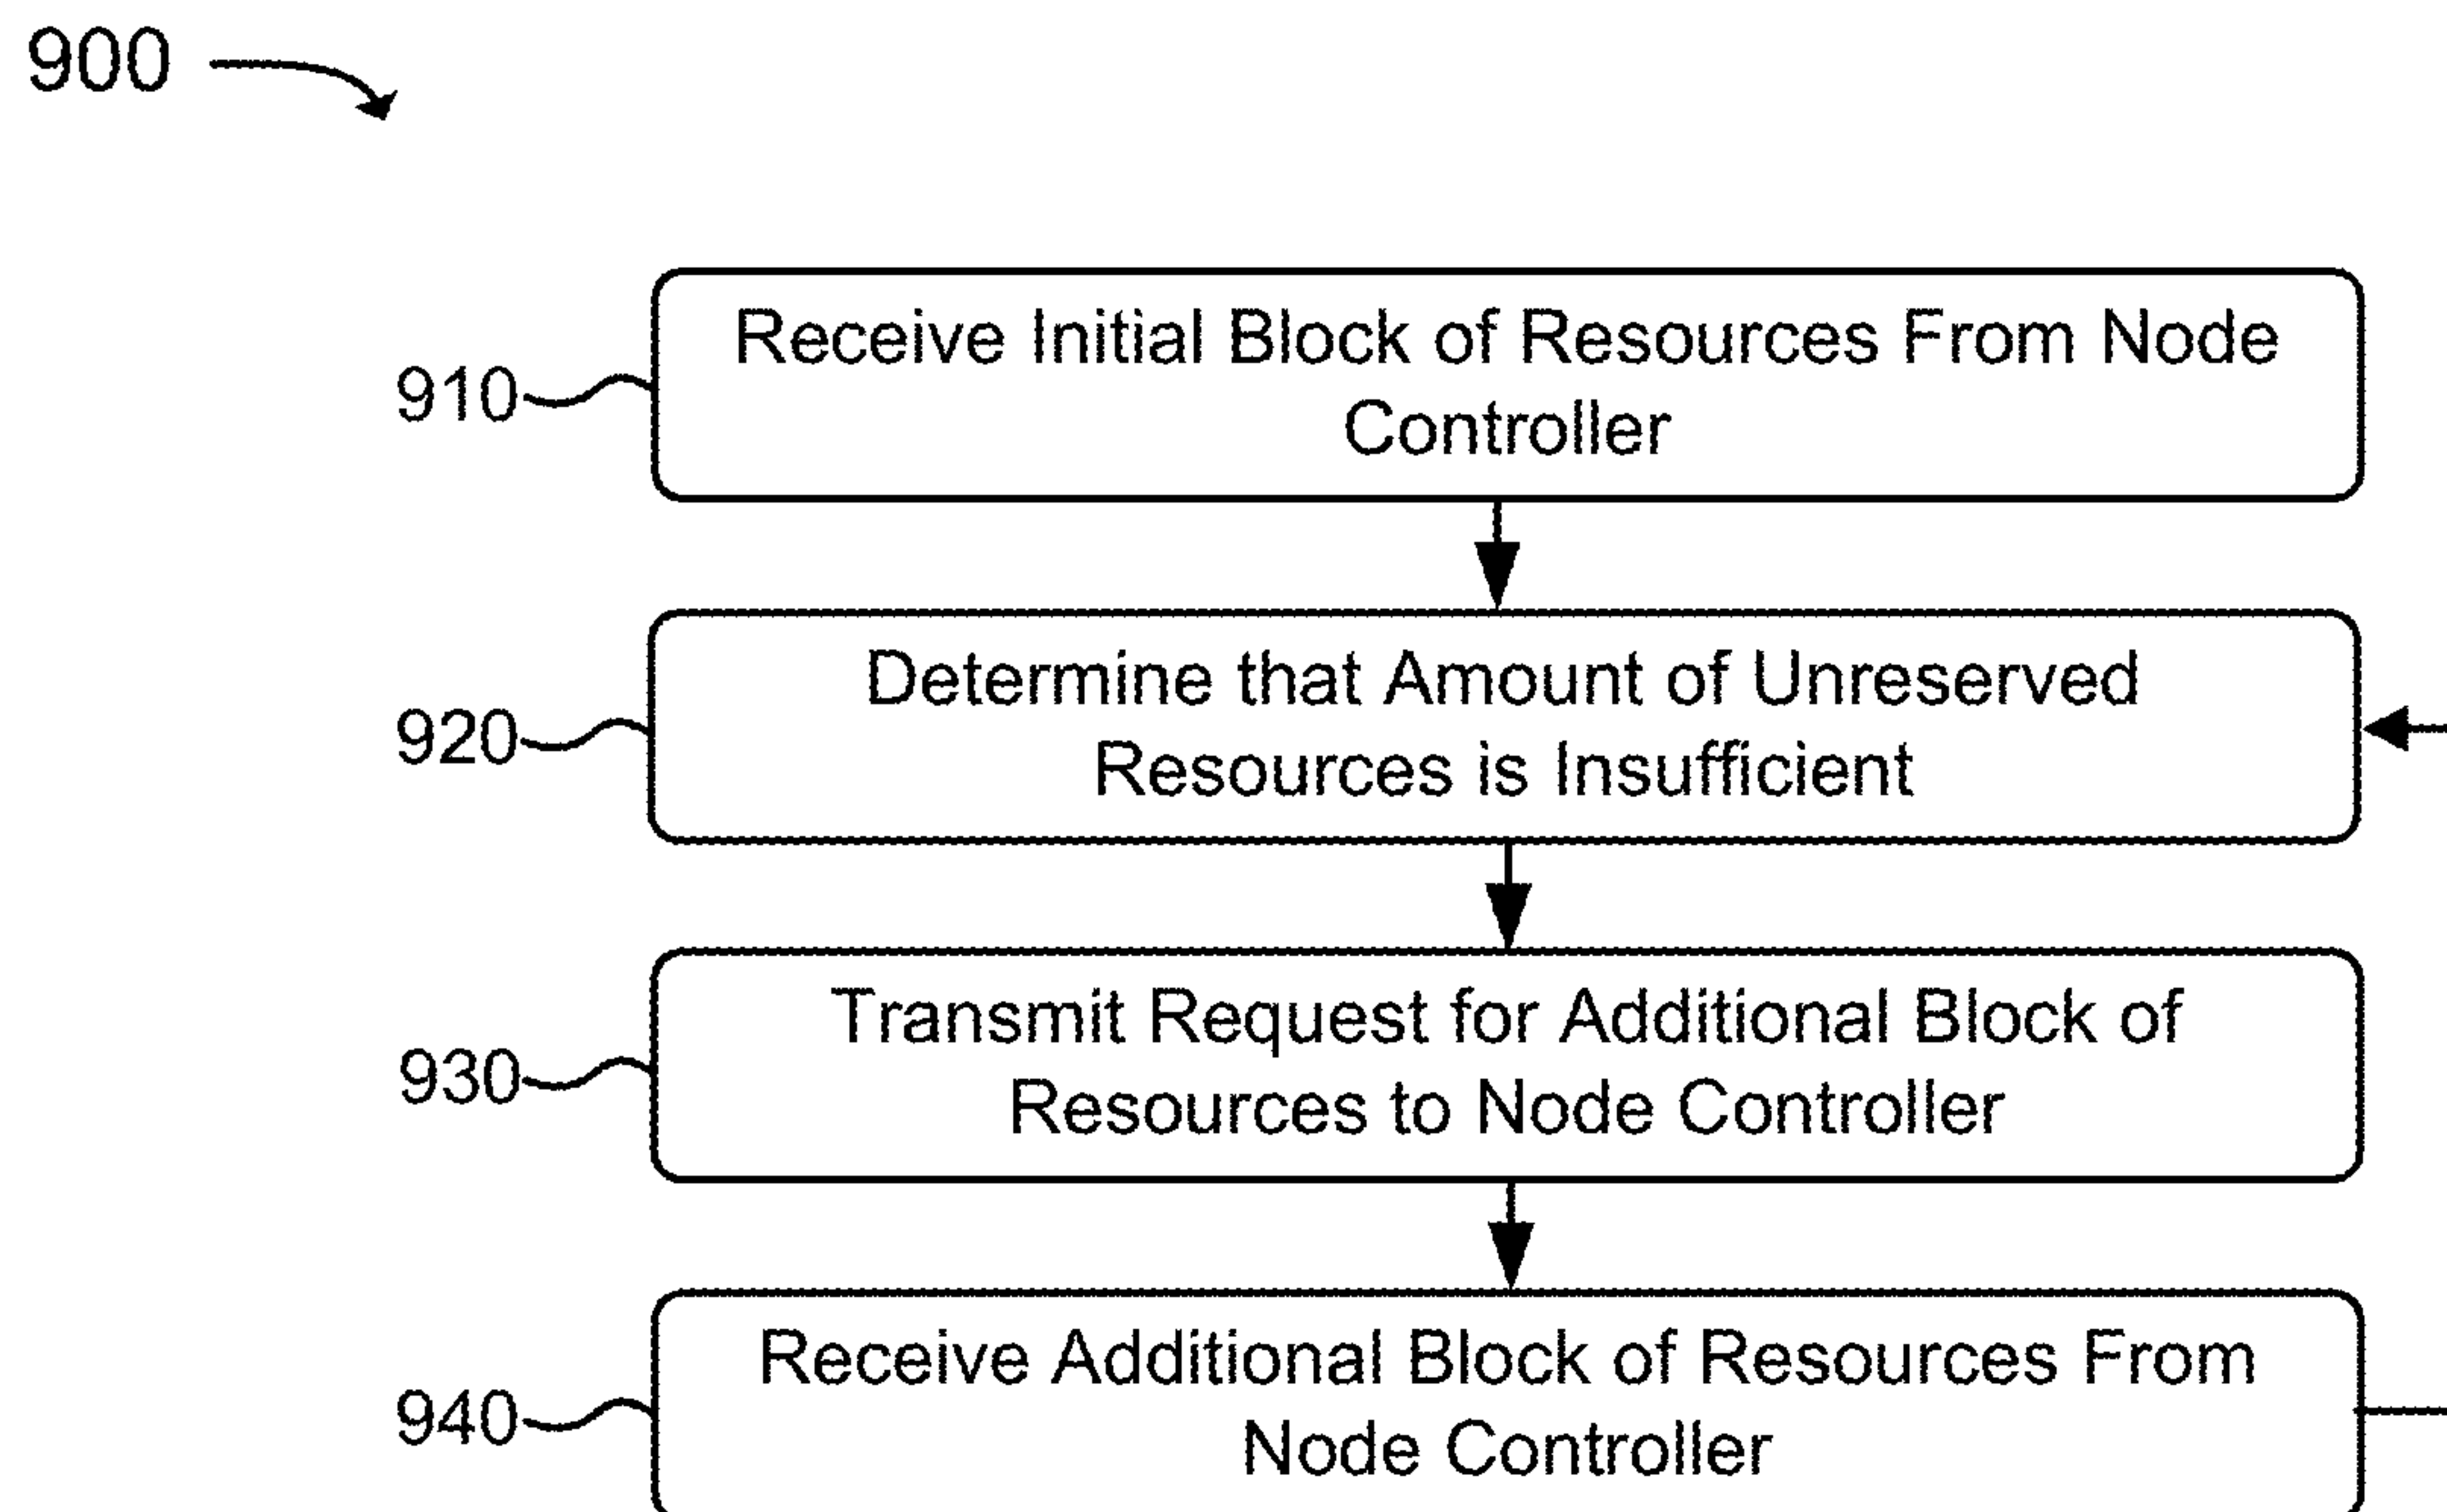 900
Receive Initial Block of Resources From Node
Controller
910
Determine that Amount of Unreserved
Resources is Insufficient
920
Transmit Request for Additional Block of
Resources to Node Controller
930
Receive Additional Block of Resources From
Node Controller
940